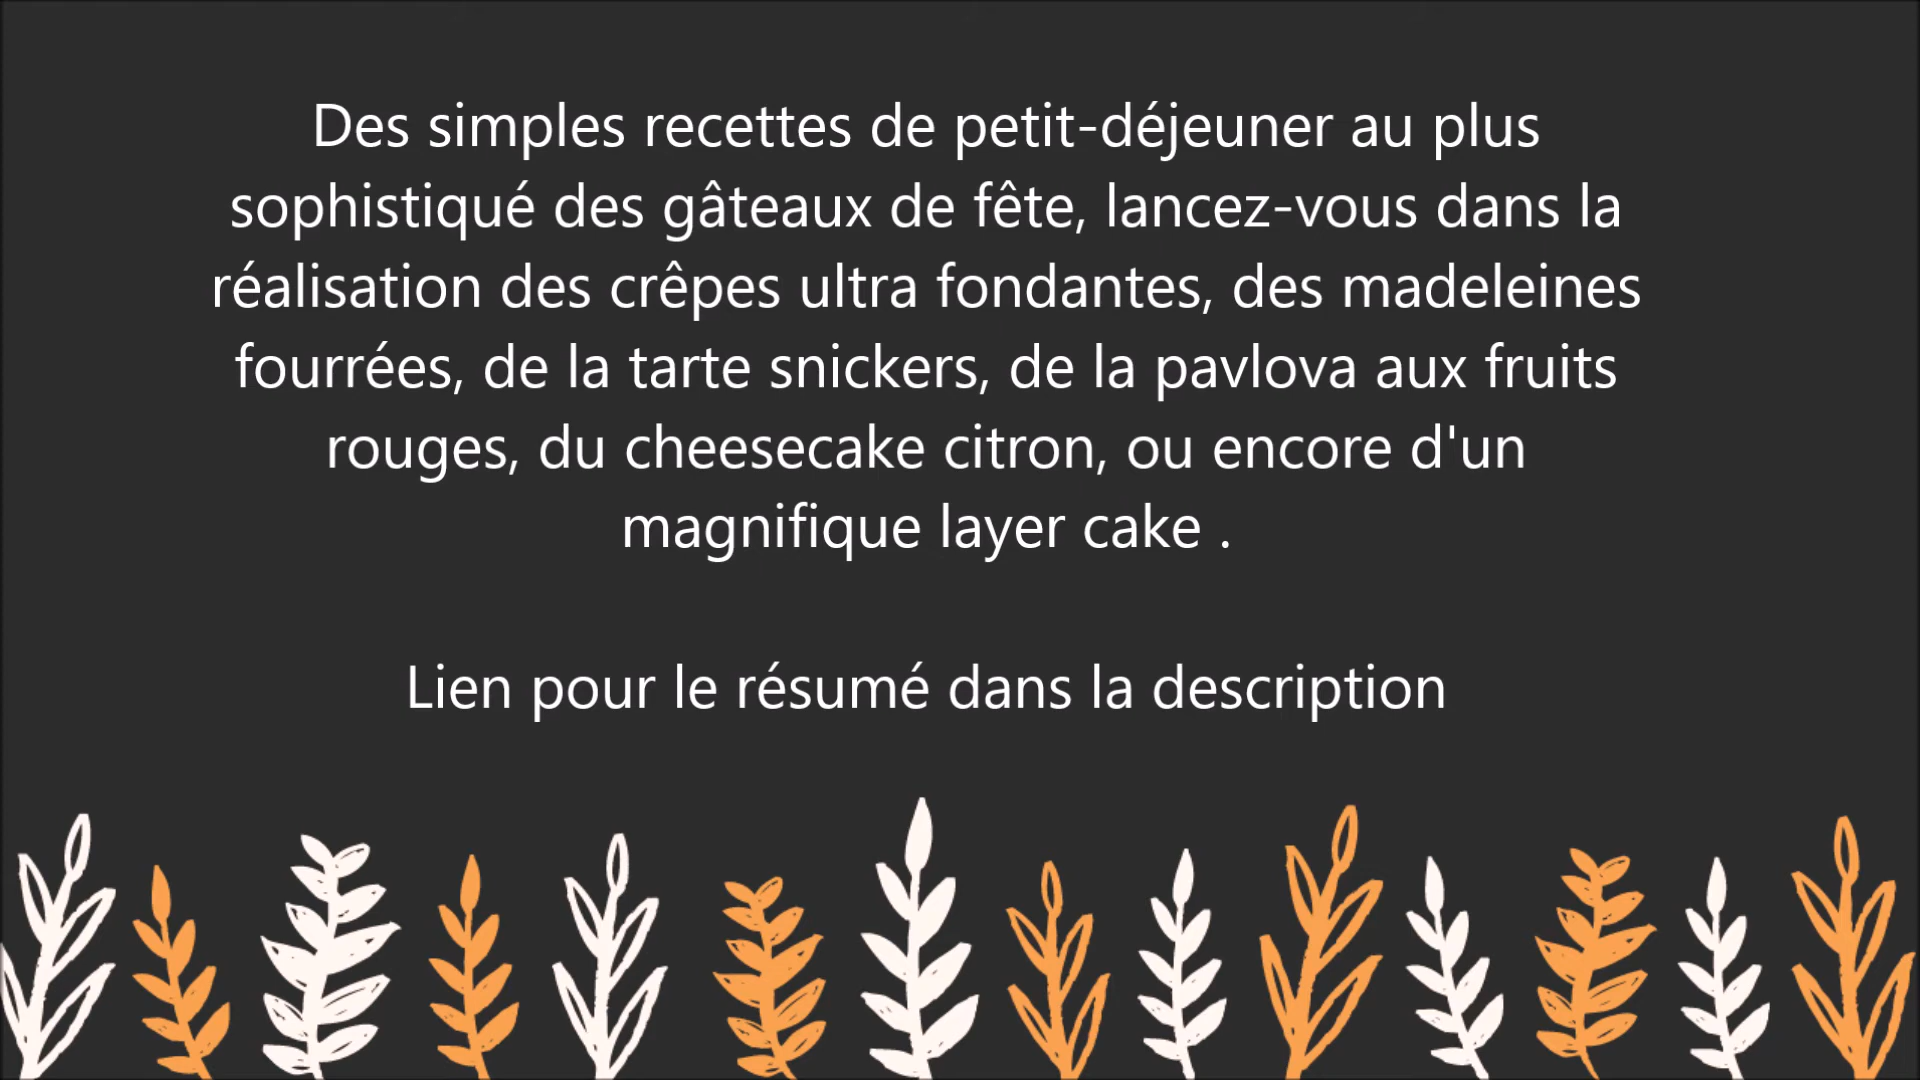 Des simples recettes de petit-déjeuner au plus
sophistiqué des gâteaux de fête, lancez-vous dans la
réalisation des crêpes ultra fondantes, des madeleines
fourrées, de la tarte snickers, de la pavlova aux fruits
rouges, du cheesecake citron, ou encore d'un
magnifique layer cake .
Lien pour le résumé dans la description